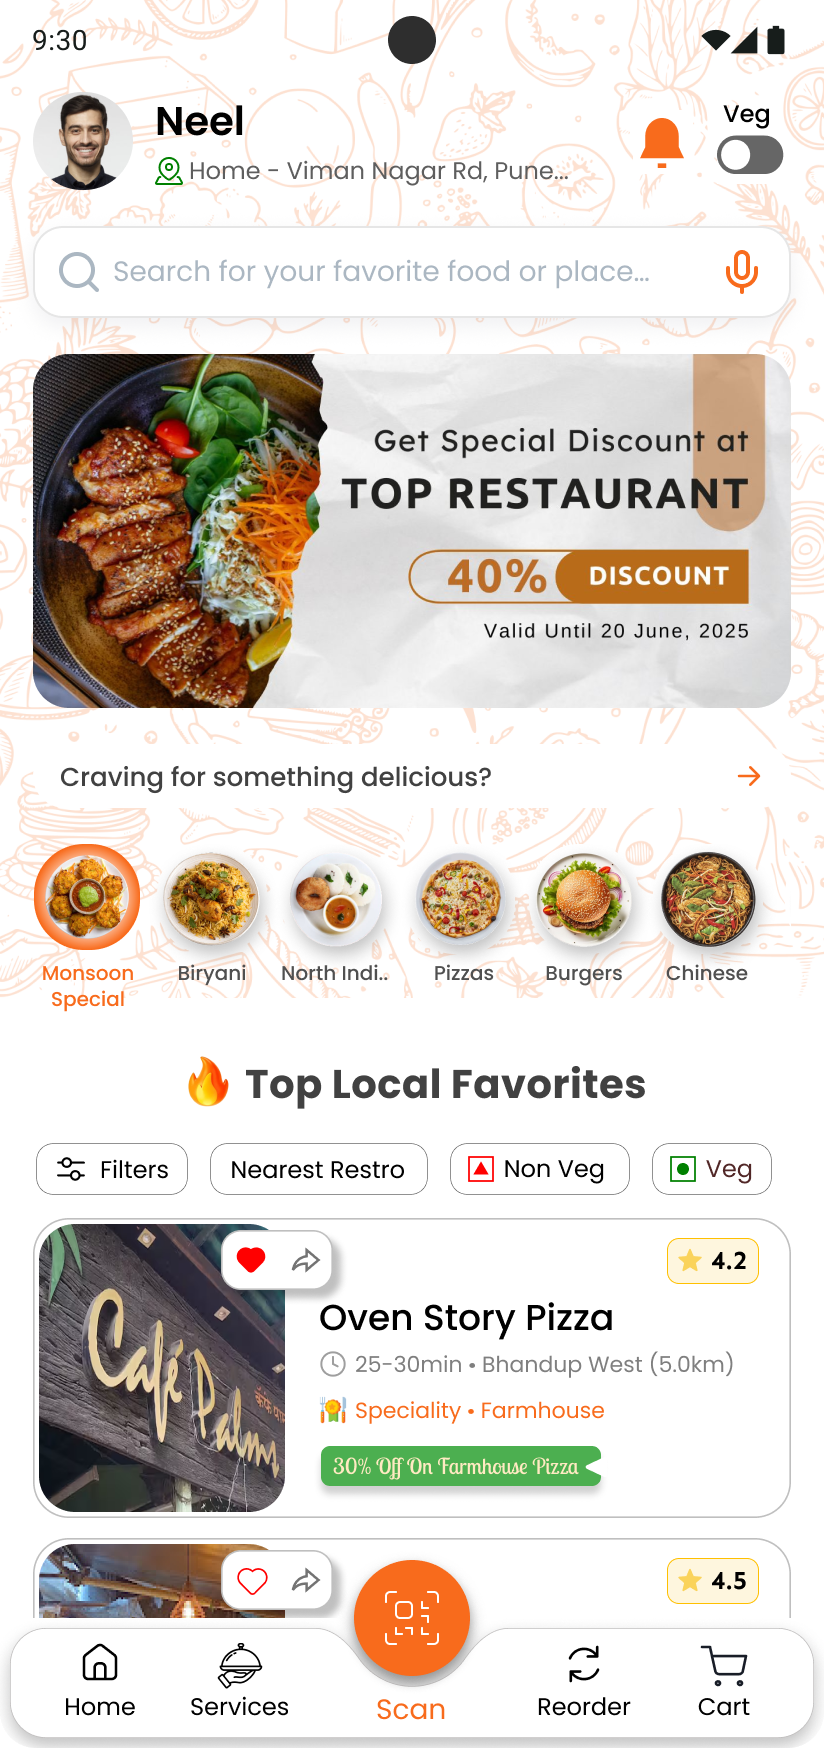 9:30
Neel
Veg
Home - Viman Nagar Rd, Pune...
Search for your favorite food or place...
Get Special Discount at
TOP RESTAURANT
40% DISCOUNT
Valid Until 20 June, 2025
Craving for something delicious?
Monsoon
Special
Biryani
North Indi..
Pizzas
Burgers
Chinese
Top Local Favorites
Filters
Nearest Restro
Non Veg
Veg
Café Palms
4.2
Oven Story Pizza
25-30min • Bhandup West (5.0km)
Speciality • Farmhouse
30% Off On Farmhouse Pizza
4.5
Home
Services
Scan
Reorder
Cart